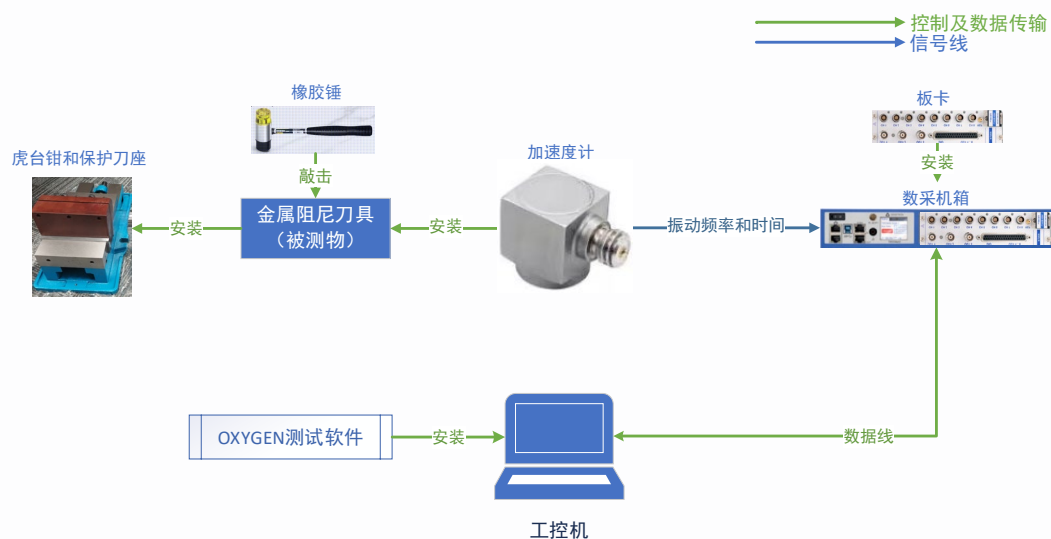 控制及数据传输
信号线
橡胶锤
板卡
虎台钳和保护刀座
加速度计
敲击
安装
数采机箱
金属阻尼刀具
（被测物）
安装
安装
振动频率和时间
OXYGEN测试软件
安装
数据线
工控机